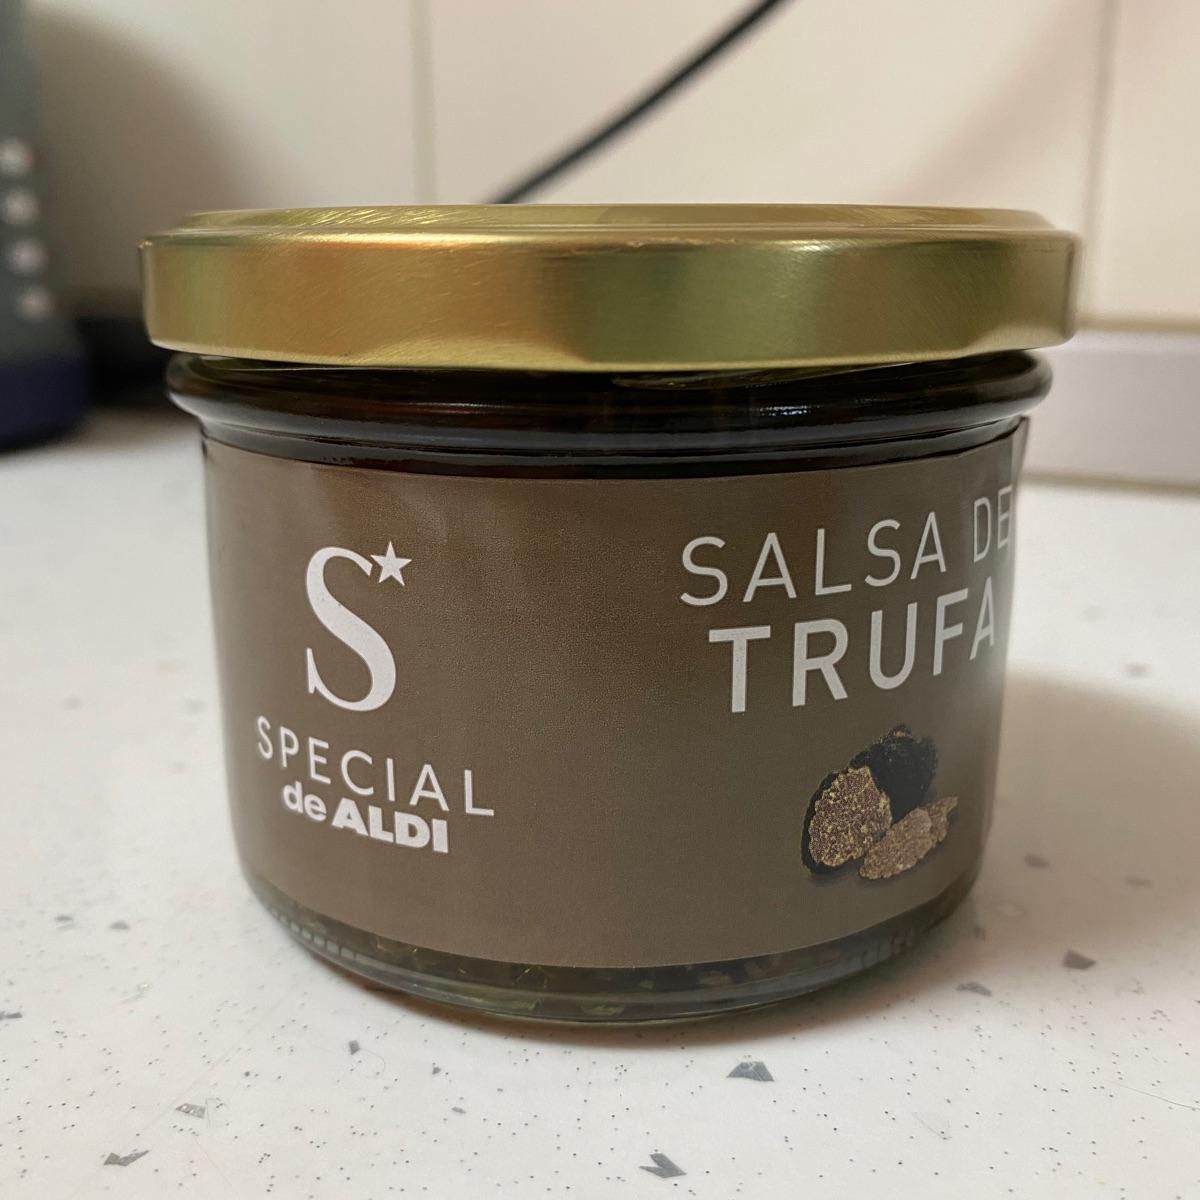 S
SPECIAL
de ALDI
SALSA DE
TRUFA